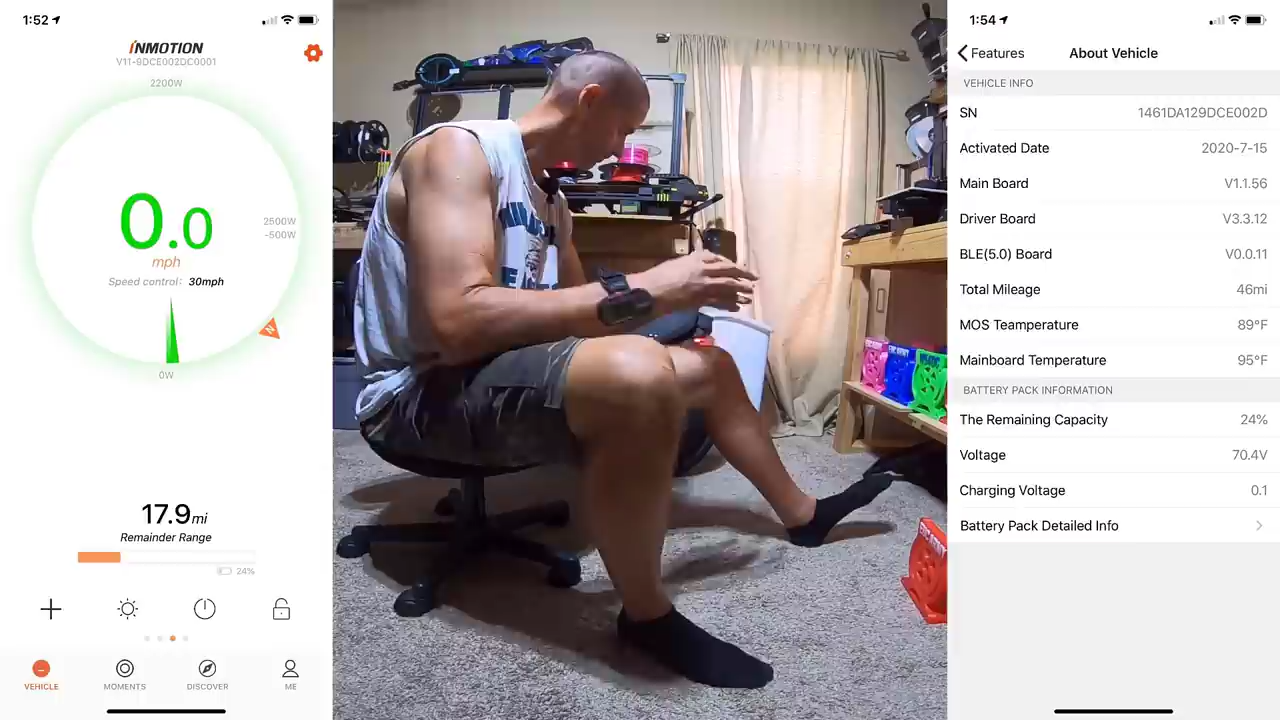 1:52
INMOTION
V11-9DCE002DC0001
2200W
0.0
mph
Speed control: 30mph
2500W
-500W
N
0W
17.9mi
Remainder Range
24%
VEHICLE
MOMENTS
DISCOVER
ME
1:54
Features
About Vehicle
VEHICLE INFO
SN 1461DA129DCE002D
Activated Date 2020-7-15
Main Board V1.1.56
Driver Board V3.3.12
BLE(5.0) Board V0.0.11
Total Mileage 46mi
MOS Teamperature 89°F
Mainboard Temperature 95°F
BATTERY PACK INFORMATION
The Remaining Capacity 24%
Voltage 70.4V
Charging Voltage 0.1
Battery Pack Detailed Info